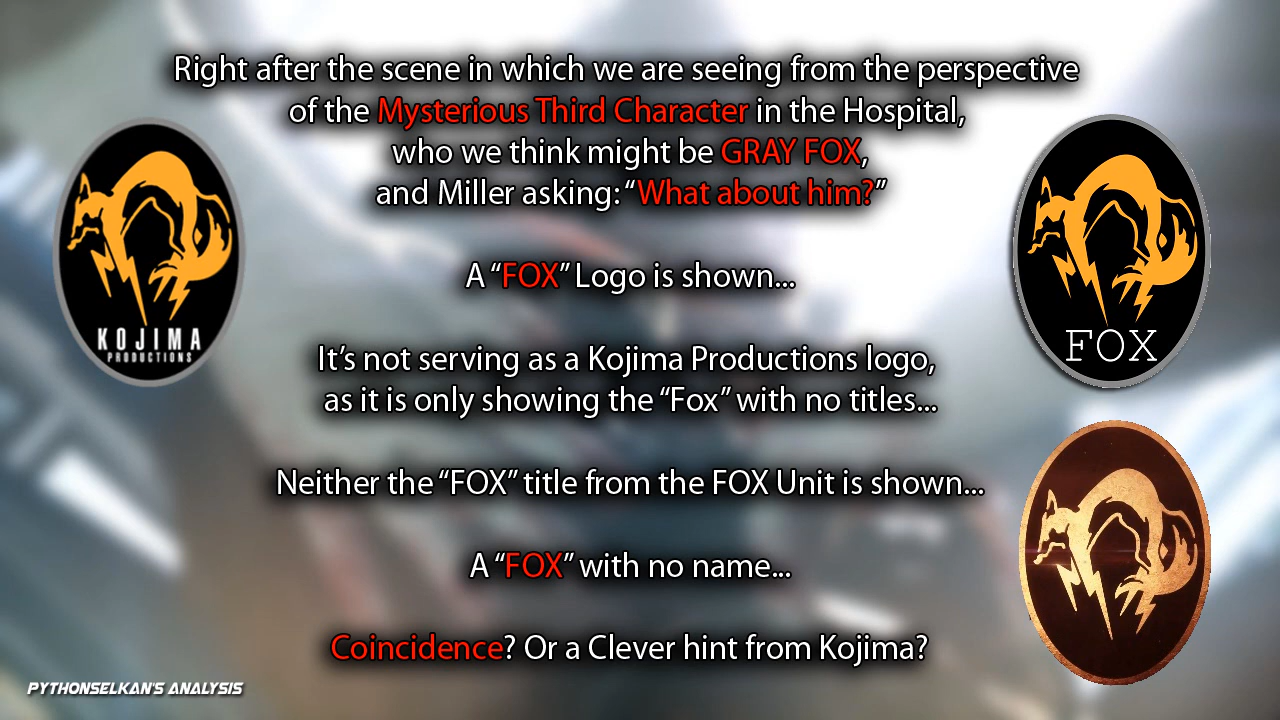 Right after the scene in which we are seeing from the perspective
of the Mysterious Third Character in the Hospital,
who we think might be GRAY FOX,
and Miller asking: “What about him?”
A “FOX” Logo is shown...
It’s not serving as a Kojima Productions logo,
as it is only showing the “Fox” with no titles...
Neither the “FOX” title from the FOX Unit is shown...
A “FOX” with no name...
Coincidence? Or a Clever hint from Kojima?
KOJIMA
PRODUCTIONS
FOX
PYTHONSELKAN'S ANALYSIS